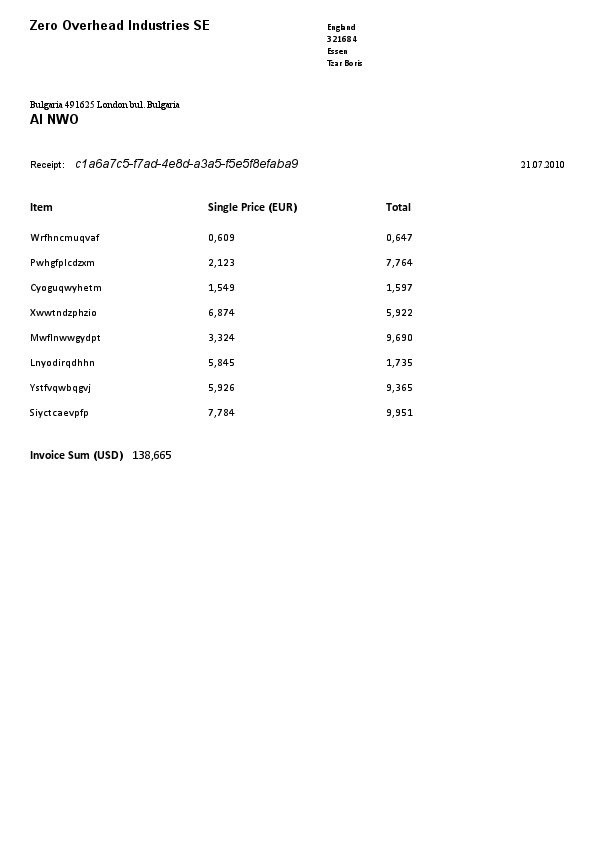 Zero Overhead Industries SE
England
321684
Essen
Tzar Boris
Bulgaria 491625 London bul. Bulgaria
AI NWO
Receipt: c1a6a7c5-f7ad-4e8d-a3a5-f5e5f8efaba9 21.07.2010
Item Single Price (EUR) Total
Wrfhncmuqvaf 0,609 0,647
Pwhgfplcdzxm 2,123 7,764
Cyoguqwyhetm 1,549 1,597
Xwwtndzphzio 6,874 5,922
Mwflnwwgydpt 3,324 9,690
Lnyodirqdhhn 5,845 1,735
Ystfvqwbqgvj 5,926 9,365
Siyctcaevpfp 7,784 9,951
Invoice Sum (USD) 138,665